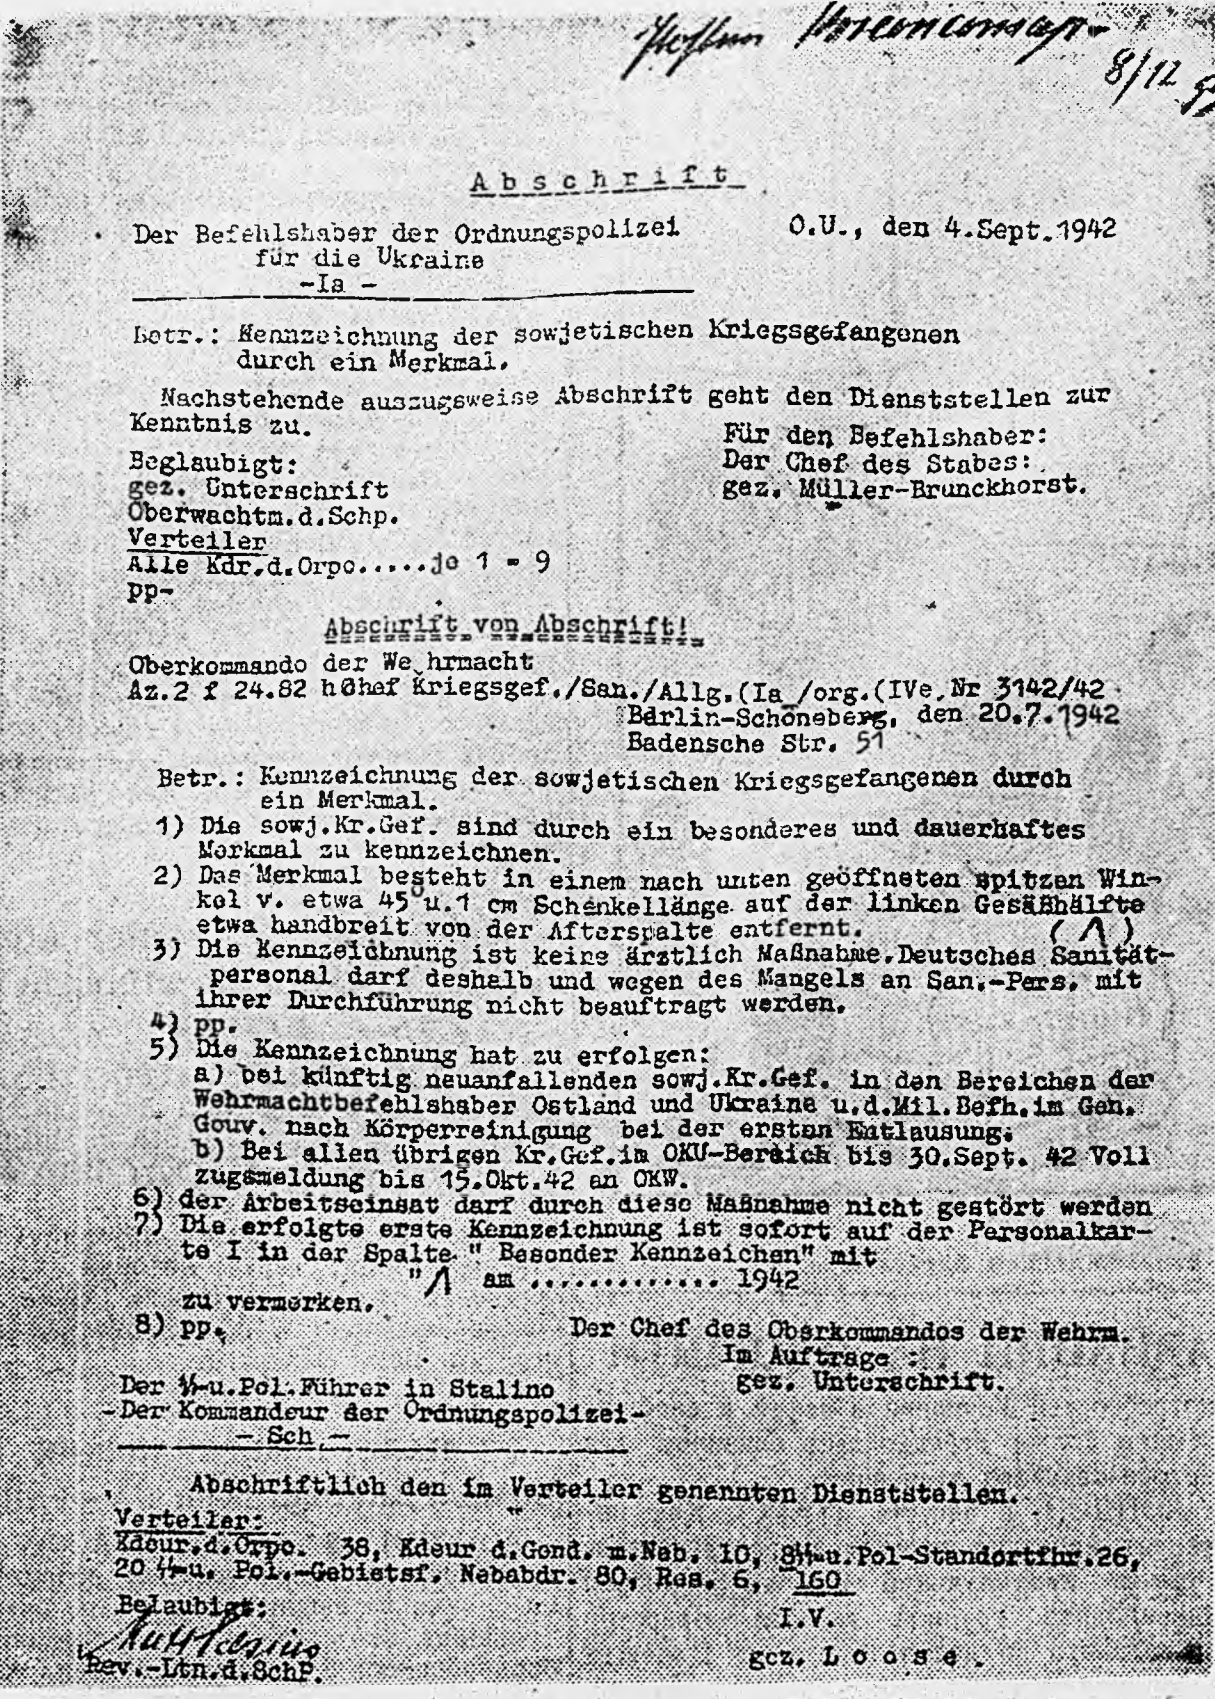 8/12
Abschrift
Der Befehlshaber der Ordnungspolizei O.U., den 4.Sept.1942
für die Ukraine
-Ia -
Betr.: Kennzeichnung der sowjetischen Kriegsgefangenen
durch ein Merkmal.
Nachstehende auszugsweise Abschrift geht den Dienststellen zur
Kenntnis zu.
Für den Befehlshaber:
Beglaubigt: Der Chef des Stabes:
gez. Unterschrift gez. Müller-Brunckhorst.
Oberwachtm.d.Schp.
Verteiler
Alle Kdr.d.Orpo.....je 1 - 9
pp-
Abschrift von Abschrift!
Oberkommando der Wehrmacht
Az.2 f 24.82 Kriegsgef./San./Allg.(Ia /org.(IVe, Nr 3142/42
Berlin-Schöneberg, den 20.7.1942
Badensche Str. 51
Betr.: Kennzeichnung der sowjetischen Kriegsgefangenen durch
ein Merkmal.
1) Die sowj.Kr.Gef. sind durch ein besonderes und dauerhaftes
Merkmal zu kennzeichnen.
2) Das Merkmal besteht in einem nach unten geöffneten spitzen Win-
kel v. etwa 45° u.1 cm Schenkellänge auf der linken Gesäßhälfte
etwa handbreit von der Afterspalte entfernt. (Λ)
3) Die Kennzeichnung ist keine ärztlich Maßnahme.Deutsches Sanität-
personal darf deshalb und wegen des Mangels an San.-Pers. mit
ihrer Durchführung nicht beauftragt werden.
4) pp.
5) Die Kennzeichnung hat zu erfolgen:
a) bei künftig neuanfallenden sowj.Kr.Gef. in den Bereichen der
Wehrmachtbefehlshaber Ostland und Ukraine u.d.Mil.Befh.im Gen.
Gouv. nach Körperreinigung bei der ersten Entlausung.
b) Bei allen übrigen Kr.Gef.im OKU-Bereich bis 30.Sept. 42 Voll
zugsmeldung bis 15.Okt.42 an OKW.
6) der Arbeitseinsat darf durch diese Maßnahme nicht gestört werden
7) Die erfolgte erste Kennzeichnung ist sofort auf der Personalkar-
te I in der Spalte " Besonder Kennzeichen" mit
"Λ am ............. 1942
zu vermerken.
8) pp. Der Chef des Oberkommandos der Wehrm.
Im Auftrage :
gez. Unterschrift.
Der ᛋᛋ-u.Pol.Führer in Stalino
-Der Kommandeur der Ordnungspolizei-
- Sch -
Abschriftlich den im Verteiler genennten Dienststellen.
Verteiler:
Kdeur.d.Orpo. 38, Kdeur d.Gend. m.Neb. 10, 8ᛋᛋ-u.Pol-Standortfhr.26,
20 ᛋᛋ-u. Pol.-Gebietsf. Nebabdr. 80, Res. 6, 160
Belaubigt: I.V.
Rev.-Ltn.d.SchP. gez. Loose.